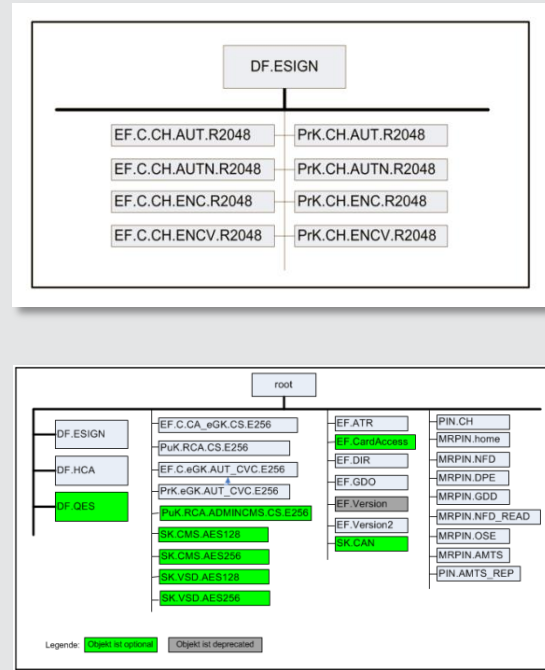 DF.ESIGN
EF.C.CH.AUT.R2048 PrK.CH.AUT.R2048
EF.C.CH.AUTN.R2048 PrK.CH.AUTN.R2048
EF.C.CH.ENC.R2048 PrK.CH.ENC.R2048
EF.C.CH.ENCV.R2048 PrK.CH.ENCV.R2048
root
DF.ESIGN
DF.HCA
DF.QES
EF.C.CA_eGK.CS.E256
PuK.RCA.CS.E256
EF.C.eGK.AUT_CVC.E256
PrK.eGK.AUT_CVC.E256
PuK.RCA.ADMINCMS.CS.E256
SK.CMS.AES128
SK.CMS.AES256
SK.VSD.AES128
SK.VSD.AES256
EF.ATR
EF.CardAccess
EF.DIR
EF.GDO
EF.Version
EF.Version2
SK.CAN
PIN.CH
MRPIN.home
MRPIN.NFD
MRPIN.DPE
MRPIN.GDD
MRPIN.NFD_READ
MRPIN.OSE
MRPIN.AMTS
PIN.AMTS_REP
Legende: Objekt ist optional Objekt ist deprecated